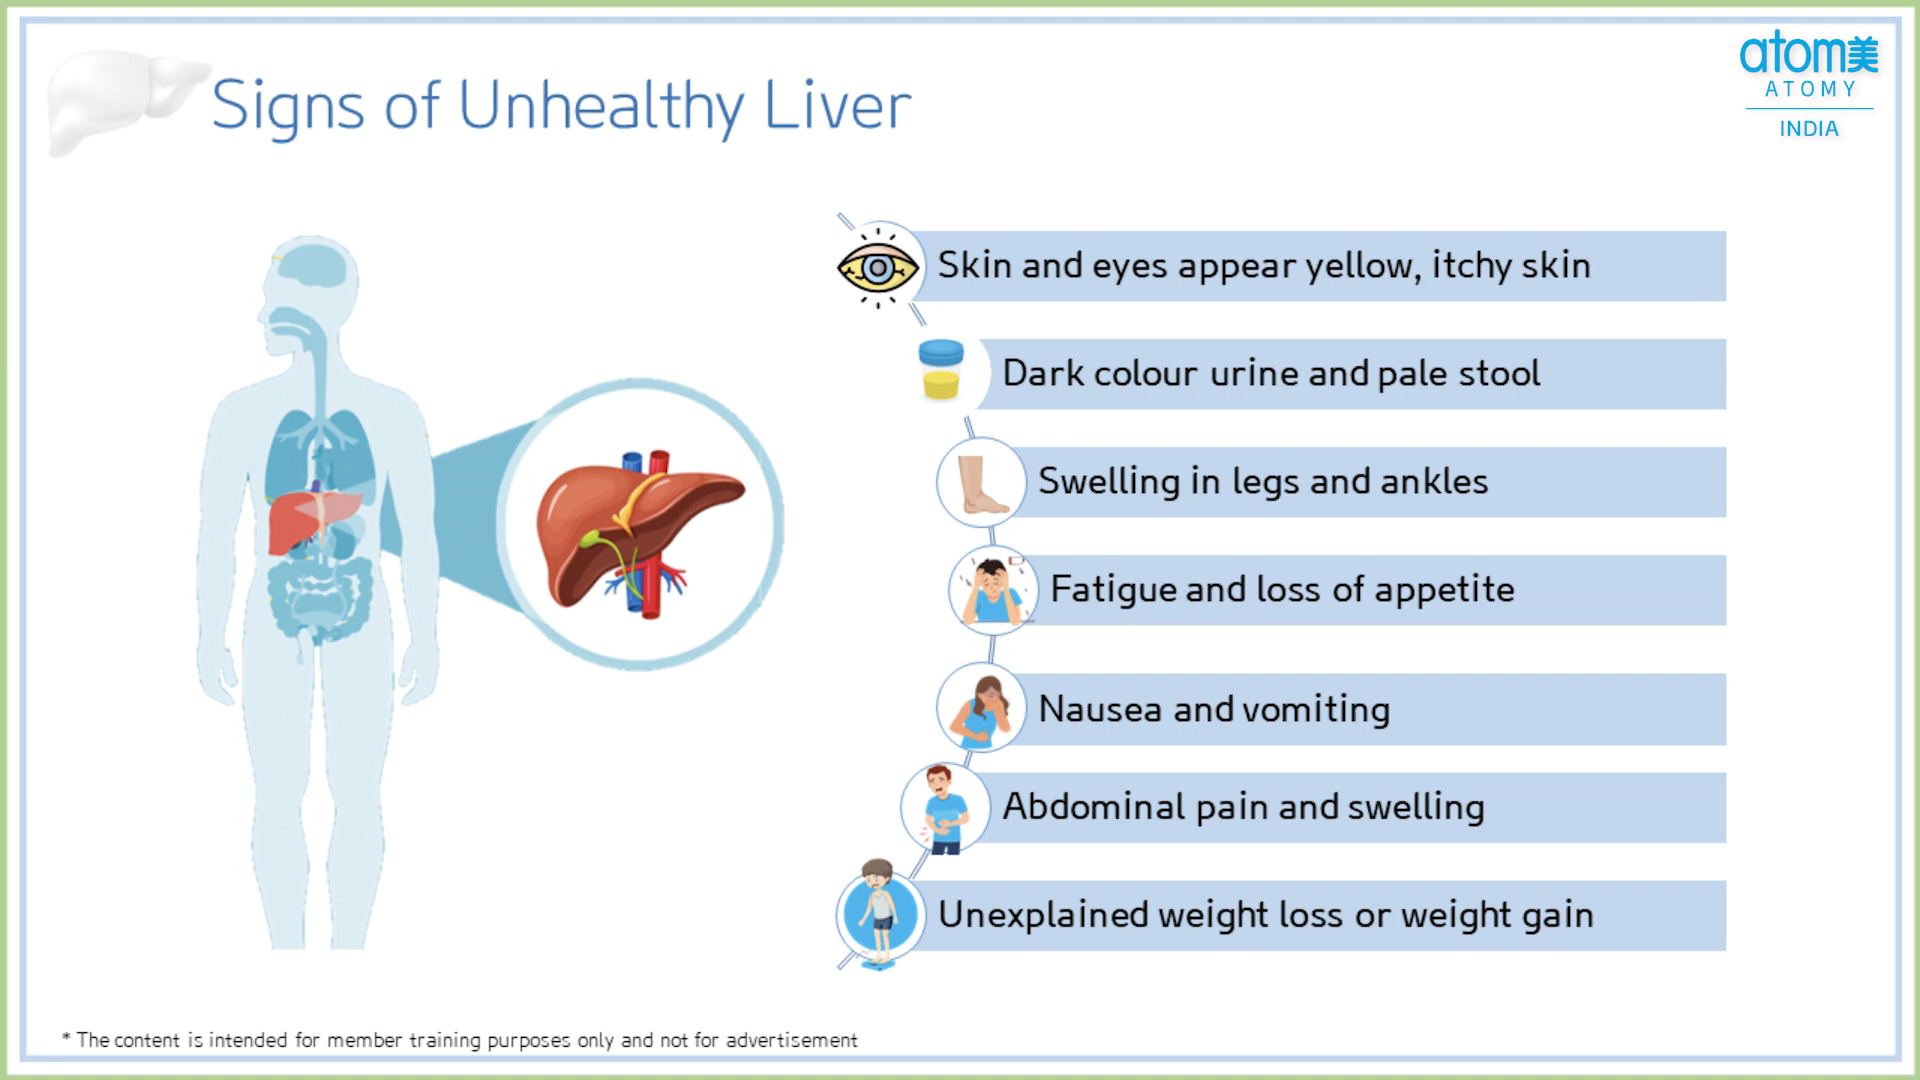 Signs of Unhealthy Liver
atom美
ATOMY
INDIA
Skin and eyes appear yellow, itchy skin
Dark colour urine and pale stool
Swelling in legs and ankles
Fatigue and loss of appetite
Nausea and vomiting
Abdominal pain and swelling
Unexplained weight loss or weight gain
* The content is intended for member training purposes only and not for advertisement